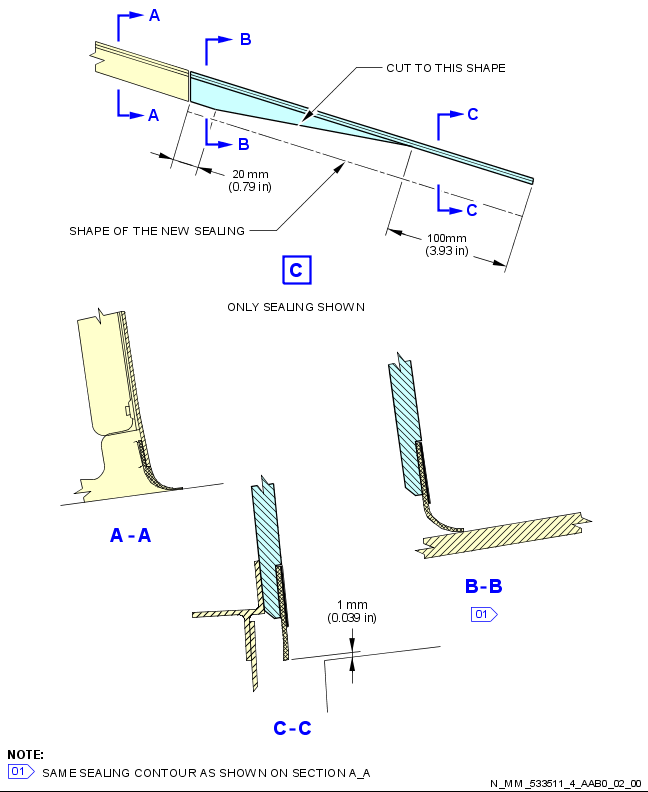 A
B
CUT TO THIS SHAPE
A
C
B
20 mm
(0.79 in)
C
SHAPE OF THE NEW SEALING
100mm
(3.93 in)
C
ONLY SEALING SHOWN
A-A
B-B
01
1 mm
(0.039 in)
C-C
NOTE:
01 SAME SEALING CONTOUR AS SHOWN ON SECTION A_A
N_MM_533511_4_AAB0_02_00